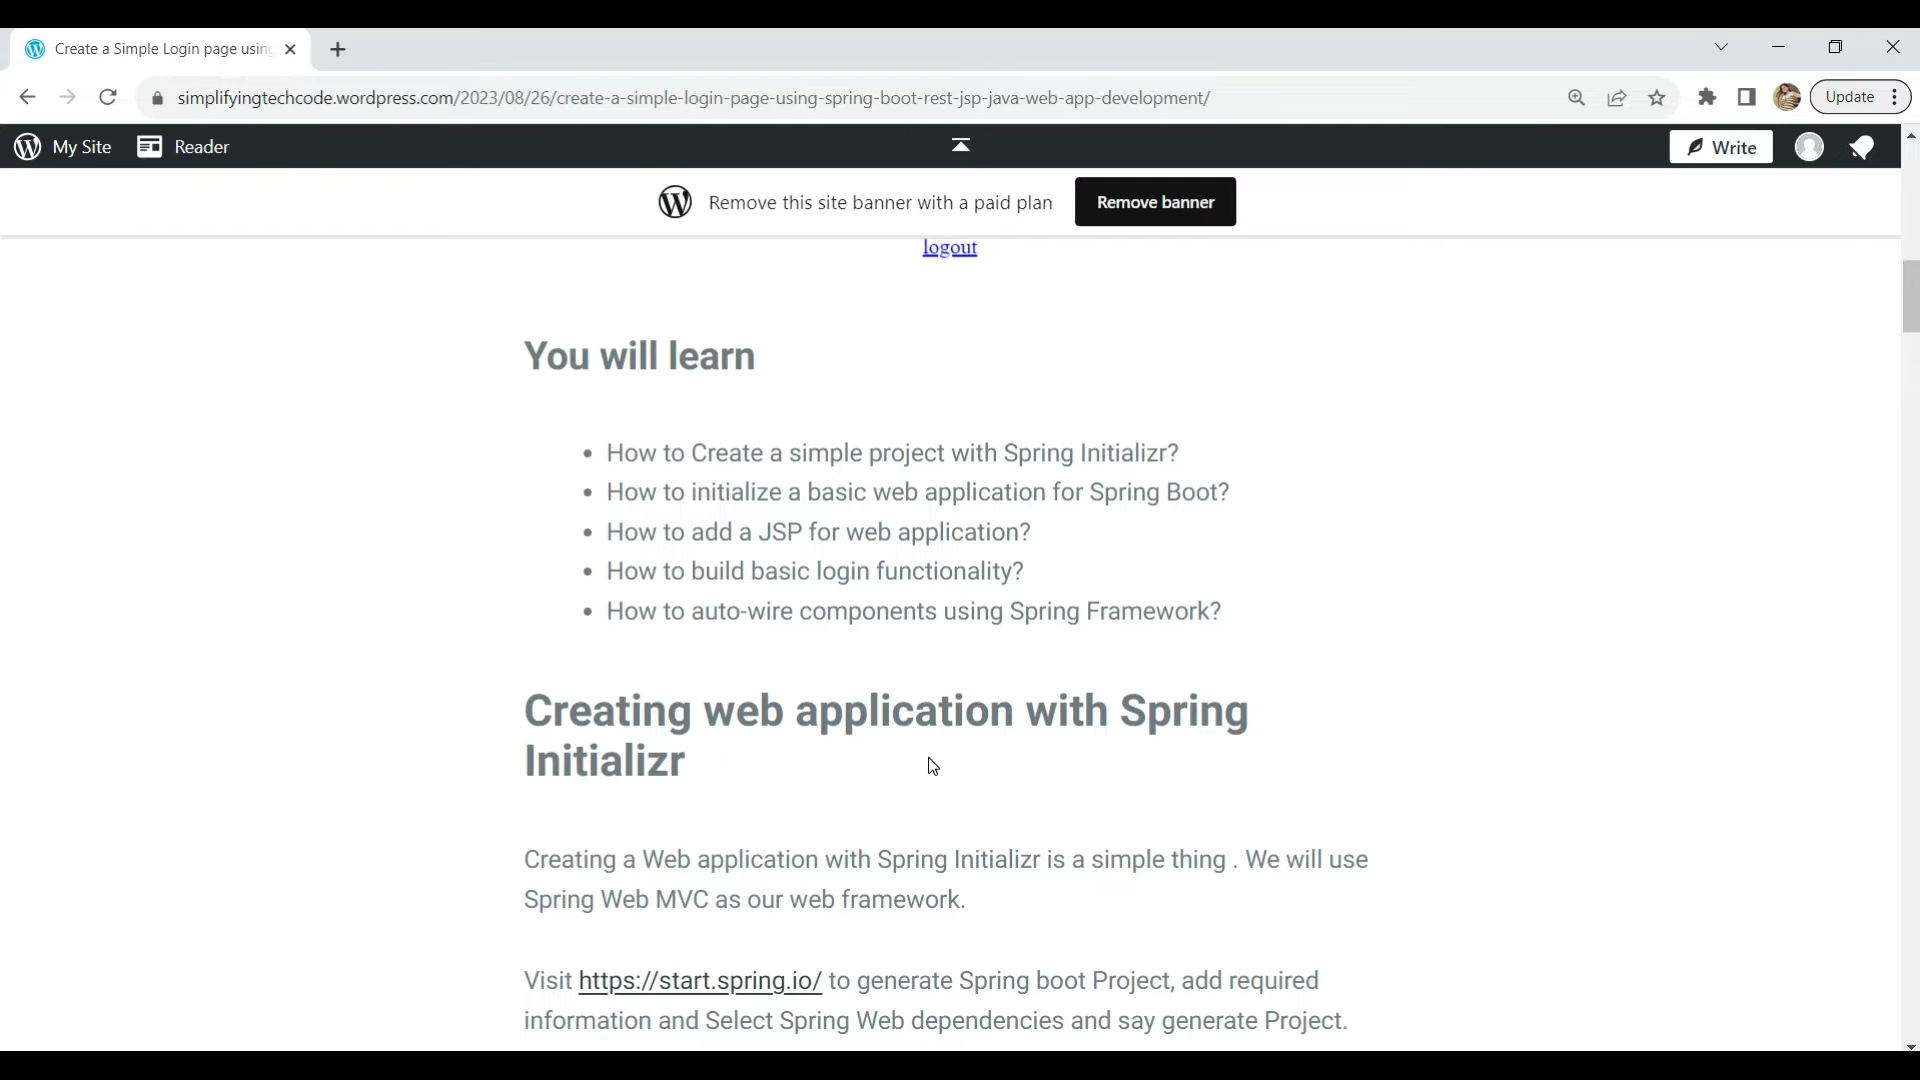 Create a Simple Login page using
simplifyingtechcode.wordpress.com/2023/08/26/create-a-simple-login-page-using-spring-boot-rest-jsp-java-web-app-development/
Update
My Site
Reader
Write
Remove this site banner with a paid plan
Remove banner
logout
You will learn
• How to Create a simple project with Spring Initializr?
• How to initialize a basic web application for Spring Boot?
• How to add a JSP for web application?
• How to build basic login functionality?
• How to auto-wire components using Spring Framework?
Creating web application with Spring
Initializr
Creating a Web application with Spring Initializr is a simple thing . We will use
Spring Web MVC as our web framework.
Visit https://start.spring.io/ to generate Spring boot Project, add required
information and Select Spring Web dependencies and say generate Project.